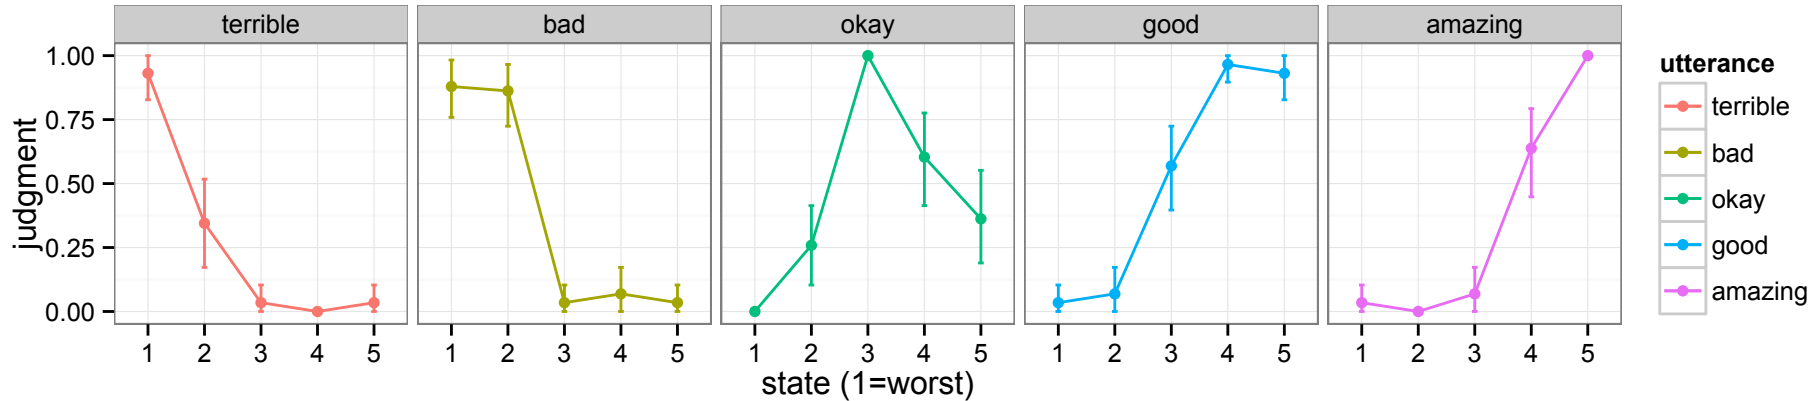 terrible bad okay good amazing
judgment
1.00
0.75
0.50
0.25
0.00
1 2 3 4 5 1 2 3 4 5 1 2 3 4 5 1 2 3 4 5 1 2 3 4 5
state (1=worst)
utterance
terrible
bad
okay
good
amazing